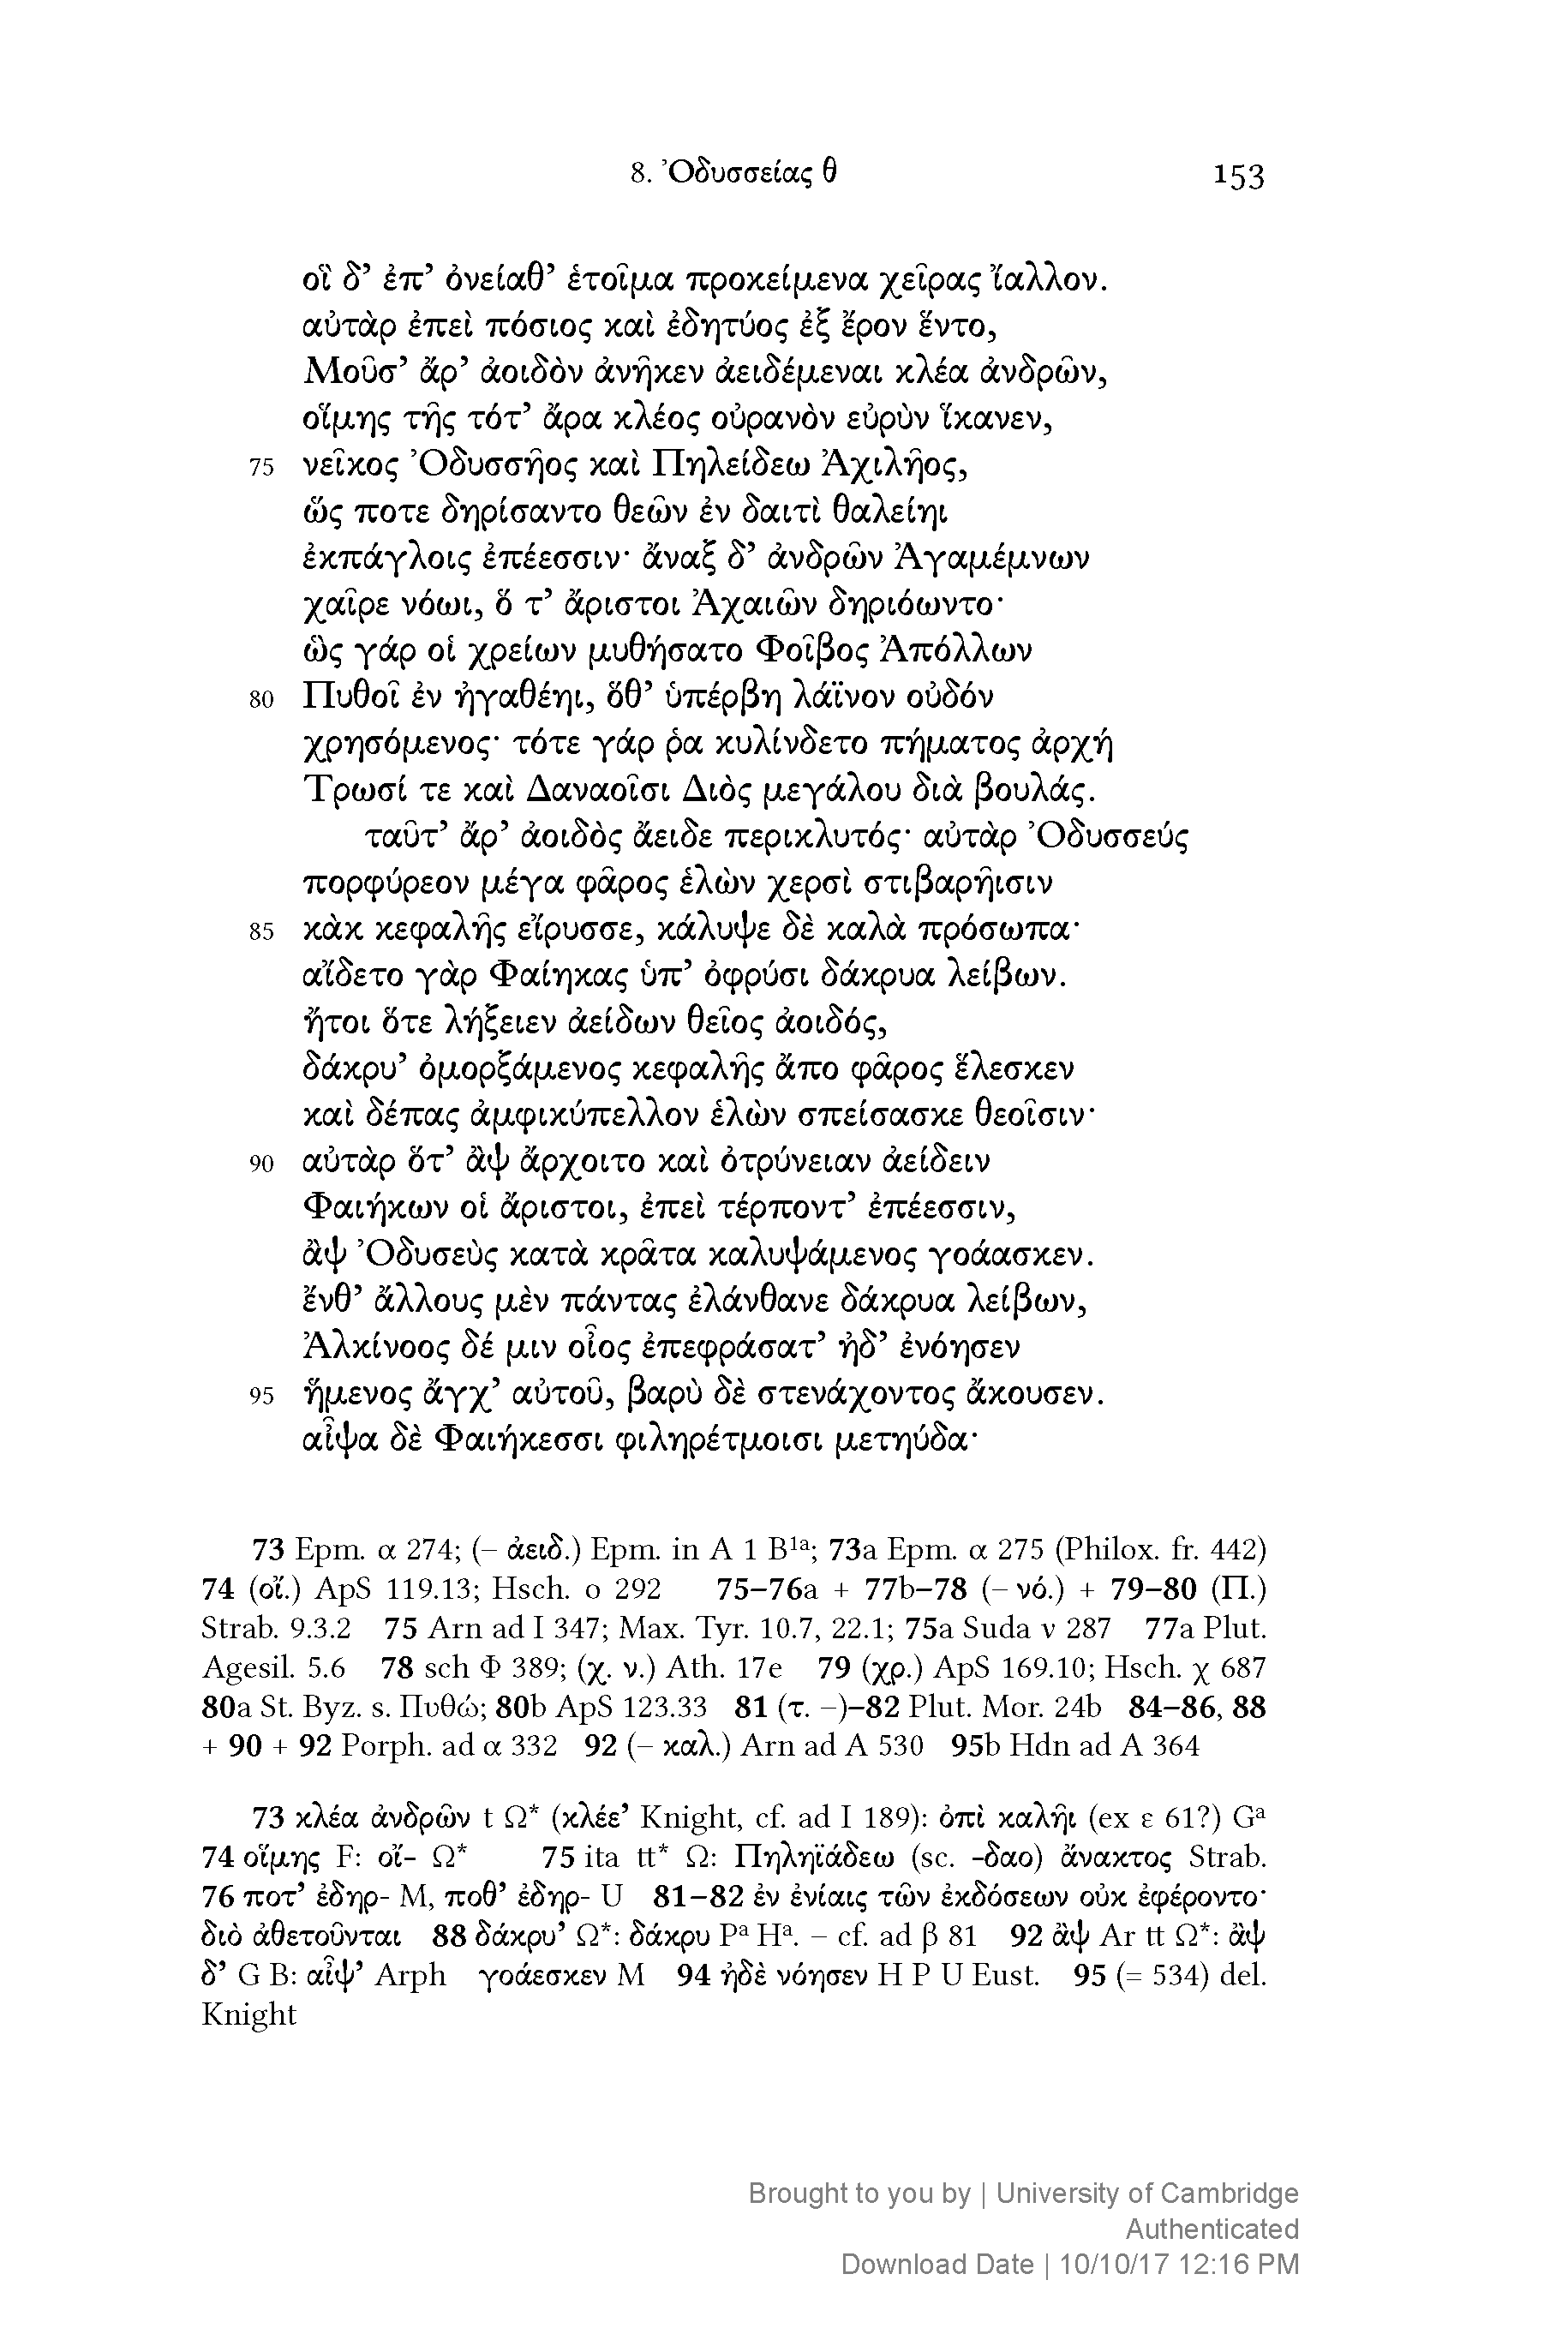 8. Ὀδυσσείας θ 153
οἳ δ’ ἐπ’ ὀνείαθ’ ἑτοῖμα προκείμενα χεῖρας ἴαλλον.
αὐτὰρ ἐπεὶ πόσιος καὶ ἐδητύος ἐξ ἔρον ἕντο,
Μοῦσ’ ἄρ’ ἀοιδὸν ἀνῆκεν ἀειδέμεναι κλέα ἀνδρῶν,
οἵμης τῆς τότ’ ἄρα κλέος οὐρανὸν εὐρὺν ἵκανεν,
75 νεῖκος Ὀδυσσῆος καὶ Πηλείδεω Ἀχιλῆος,
ὥς ποτε δηρίσαντο θεῶν ἐν δαιτὶ θαλείηι
ἐκπάγλοις ἐπέεσσιν· ἄναξ δ’ ἀνδρῶν Ἀγαμέμνων
χαῖρε νόωι, ὅ τ’ ἄριστοι Ἀχαιῶν δηριόωντο·
ὣς γάρ οἱ χρείων μυθήσατο Φοῖβος Ἀπόλλων
80 Πυθοῖ ἐν ἠγαθέηι, ὅθ’ ὑπέρβη λάϊνον οὐδόν
χρησόμενος· τότε γάρ ῥα κυλίνδετο πήματος ἀρχή
Τρωσί τε καὶ Δαναοῖσι Διὸς μεγάλου διὰ βουλάς.
ταῦτ’ ἄρ’ ἀοιδὸς ἄειδε περικλυτός· αὐτὰρ Ὀδυσσεύς
πορφύρεον μέγα φᾶρος ἑλὼν χερσὶ στιβαρῆισιν
85 κὰκ κεφαλῆς εἴρυσσε, κάλυψε δὲ καλὰ πρόσωπα·
αἴδετο γὰρ Φαίηκας ὑπ’ ὀφρύσι δάκρυα λείβων.
ἤτοι ὅτε λήξειεν ἀείδων θεῖος ἀοιδός,
δάκρυ’ ὀμορξάμενος κεφαλῆς ἄπο φᾶρος ἕλεσκεν
καὶ δέπας ἀμφικύπελλον ἑλὼν σπείσασκε θεοῖσιν·
90 αὐτὰρ ὅτ’ ἂψ ἄρχοιτο καὶ ὀτρύνειαν ἀείδειν
Φαιήκων οἱ ἄριστοι, ἐπεὶ τέρποντ’ ἐπέεσσιν,
ἂψ Ὀδυσεὺς κατὰ κρᾶτα καλυψάμενος γοάασκεν.
ἔνθ’ ἄλλους μὲν πάντας ἐλάνθανε δάκρυα λείβων,
Ἀλκίνοος δέ μιν οἶος ἐπεφράσατ’ ἠδ’ ἐνόησεν
95 ἥμενος ἄγχ’ αὐτοῦ, βαρὺ δὲ στενάχοντος ἄκουσεν.
αἶψα δὲ Φαιήκεσσι φιληρέτμοισι μετηύδα·
73 Epm. α 274; (– ἀειδ.) Epm. in A 1 B¹ᵃ; 73a Epm. α 275 (Philox. fr. 442)
74 (οἴ.) ApS 119.13; Hsch. ο 292 75–76a + 77b–78 (– νό.) + 79–80 (Π.)
Strab. 9.3.2 75 Arn ad I 347; Max. Tyr. 10.7, 22.1; 75a Suda ν 287 77a Plut.
Agesil. 5.6 78 sch Φ 389; (χ. ν.) Ath. 17e 79 (χρ.) ApS 169.10; Hsch. χ 687
80a St. Byz. s. Πυθώ; 80b ApS 123.33 81 (τ. –)–82 Plut. Mor. 24b 84–86, 88
+ 90 + 92 Porph. ad α 332 92 (– καλ.) Arn ad A 530 95b Hdn ad A 364
73 κλέα ἀνδρῶν t Ω* (κλέε’ Knight, cf. ad I 189): ὀπὶ καλῆι (ex ε 61?) Gᵃ
74 οἵμης F: οἴ- Ω* 75 ita tt* Ω: Πηληϊάδεω (sc. -δαο) ἄνακτος Strab.
76 ποτ’ ἐδηρ- M, ποθ’ ἐδηρ- U 81–82 ἐν ἐνίαις τῶν ἐκδόσεων οὐκ ἐφέροντο·
διὸ ἀθετοῦνται 88 δάκρυ’ Ω*: δάκρυ Pᵃ Hᵃ. – cf. ad β 81 92 ἂψ Ar tt Ω*: ἂψ
δ’ G B: αἶψ’ Arph γοάεσκεν M 94 ἠδὲ νόησεν H P U Eust. 95 (= 534) del.
Knight
Brought to you by | University of Cambridge
Authenticated
Download Date | 10/10/17 12:16 PM